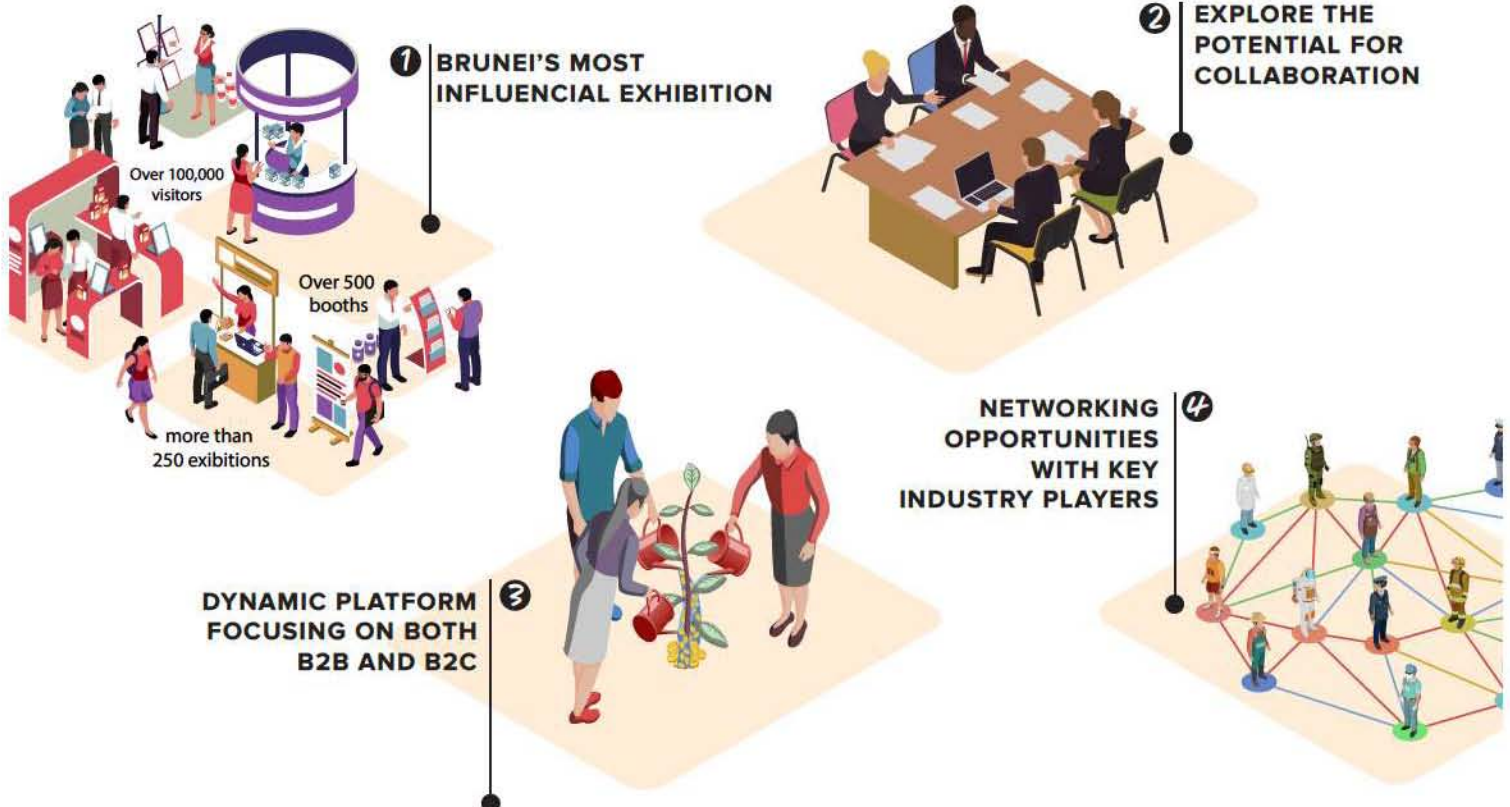 1
BRUNEI'S MOST
INFLUENCIAL EXHIBITION
Over 100,000
visitors
Over 500
booths
more than
250 exibitions
2
EXPLORE THE
POTENTIAL FOR
COLLABORATION
3
DYNAMIC PLATFORM
FOCUSING ON BOTH
B2B AND B2C
4
NETWORKING
OPPORTUNITIES
WITH KEY
INDUSTRY PLAYERS